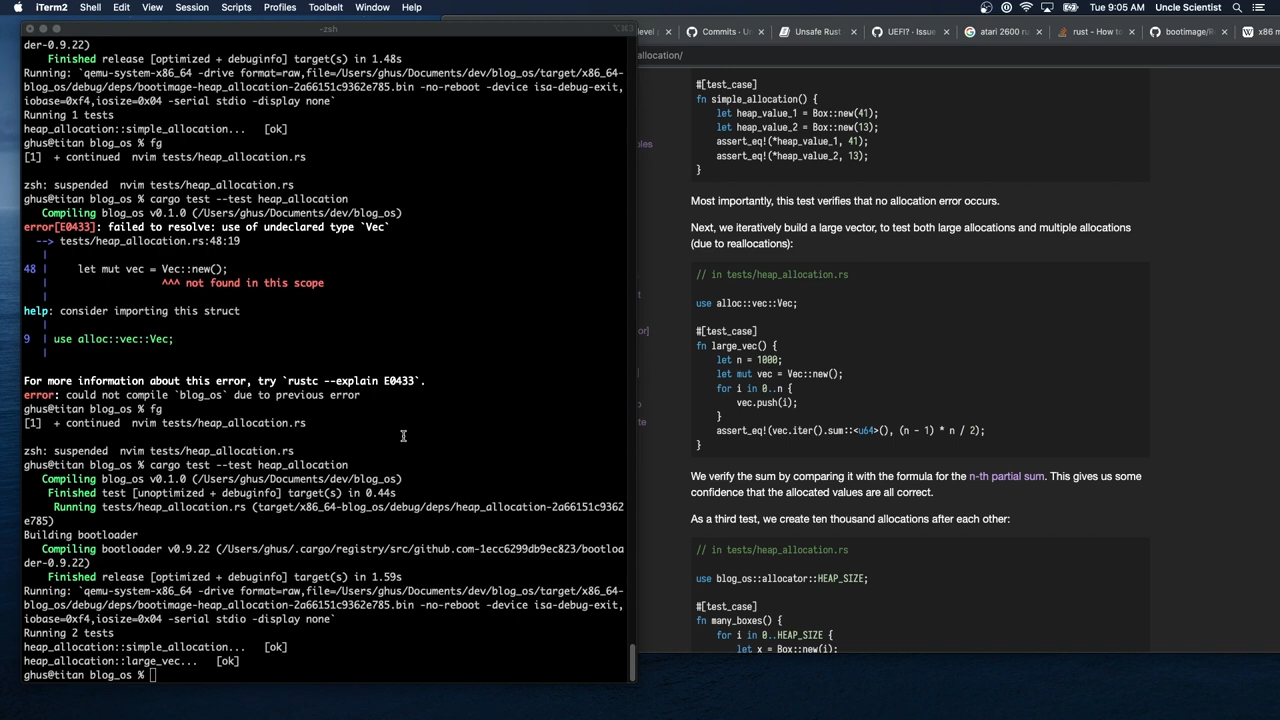 iTerm2 Shell Edit View Session Scripts Profiles Toolbelt Window Help
Tue 9:05 AM Uncle Scientist
-zsh
⌥⌘3
level
Commits - Un
Unsafe Rust
UEFI? · Issue
atari 2600 r
rust - How to
bootimage/R
x86 m
allocation/
der-0.9.22)
Finished release [optimized + debuginfo] target(s) in 1.48s
Running: `qemu-system-x86_64 -drive format=raw,file=/Users/ghus/Documents/dev/blog_os/target/x86_64-
blog_os/debug/deps/bootimage-heap_allocation-2a66151c9362e785.bin -no-reboot -device isa-debug-exit,
iobase=0xf4,iosize=0x04 -serial stdio -display none`
Running 1 tests
heap_allocation::simple_allocation... [ok]
ghus@titan blog_os % fg
[1] + continued nvim tests/heap_allocation.rs
zsh: suspended nvim tests/heap_allocation.rs
ghus@titan blog_os % cargo test --test heap_allocation
Compiling blog_os v0.1.0 (/Users/ghus/Documents/dev/blog_os)
error[E0433]: failed to resolve: use of undeclared type `Vec`
--> tests/heap_allocation.rs:48:19
|
48 | let mut vec = Vec::new();
| ^^^ not found in this scope
|
help: consider importing this struct
|
9 | use alloc::vec::Vec;
|
For more information about this error, try `rustc --explain E0433`.
error: could not compile `blog_os` due to previous error
ghus@titan blog_os % fg
[1] + continued nvim tests/heap_allocation.rs
zsh: suspended nvim tests/heap_allocation.rs
ghus@titan blog_os % cargo test --test heap_allocation
Compiling blog_os v0.1.0 (/Users/ghus/Documents/dev/blog_os)
Finished test [unoptimized + debuginfo] target(s) in 0.44s
Running tests/heap_allocation.rs (target/x86_64-blog_os/debug/deps/heap_allocation-2a66151c9362
e785)
Building bootloader
Compiling bootloader v0.9.22 (/Users/ghus/.cargo/registry/src/github.com-1ecc6299db9ec823/bootloa
der-0.9.22)
Finished release [optimized + debuginfo] target(s) in 1.59s
Running: `qemu-system-x86_64 -drive format=raw,file=/Users/ghus/Documents/dev/blog_os/target/x86_64-
blog_os/debug/deps/bootimage-heap_allocation-2a66151c9362e785.bin -no-reboot -device isa-debug-exit,
iobase=0xf4,iosize=0x04 -serial stdio -display none`
Running 2 tests
heap_allocation::simple_allocation... [ok]
heap_allocation::large_vec... [ok]
ghus@titan blog_os %
#[test_case]
fn simple_allocation() {
let heap_value_1 = Box::new(41);
let heap_value_2 = Box::new(13);
assert_eq!(*heap_value_1, 41);
assert_eq!(*heap_value_2, 13);
}
Most importantly, this test verifies that no allocation error occurs.
Next, we iteratively build a large vector, to test both large allocations and multiple allocations
(due to reallocations):
// in tests/heap_allocation.rs
use alloc::vec::Vec;
#[test_case]
fn large_vec() {
let n = 1000;
let mut vec = Vec::new();
for i in 0..n {
vec.push(i);
}
assert_eq!(vec.iter().sum::<u64>(), (n - 1) * n / 2);
}
We verify the sum by comparing it with the formula for the n-th partial sum. This gives us some
confidence that the allocated values are all correct.
As a third test, we create ten thousand allocations after each other:
// in tests/heap_allocation.rs
use blog_os::allocator::HEAP_SIZE;
#[test_case]
fn many_boxes() {
for i in 0..HEAP_SIZE {
let x = Box::new(i);